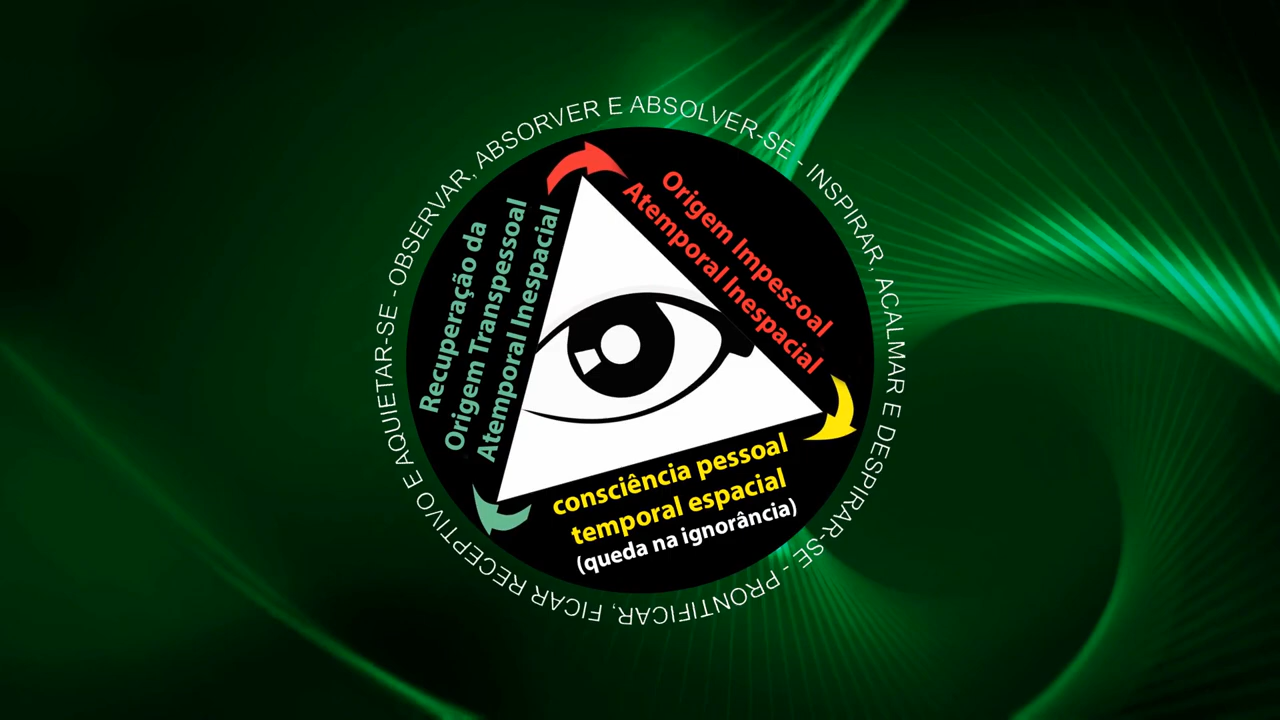 OBSERVAR, ABSORVER E ABSOLVER-SE - INSPIRAR, ACALMAR E DESPIRAR-SE - PRONTIFICAR, FICAR RECEPTIVO E AQUIETAR-SE -
Origem Impessoal
Atemporal Inespacial
consciência pessoal
temporal espacial
(queda na ignorância)
Recuperação da
Origem Transpessoal
Atemporal Inespacial